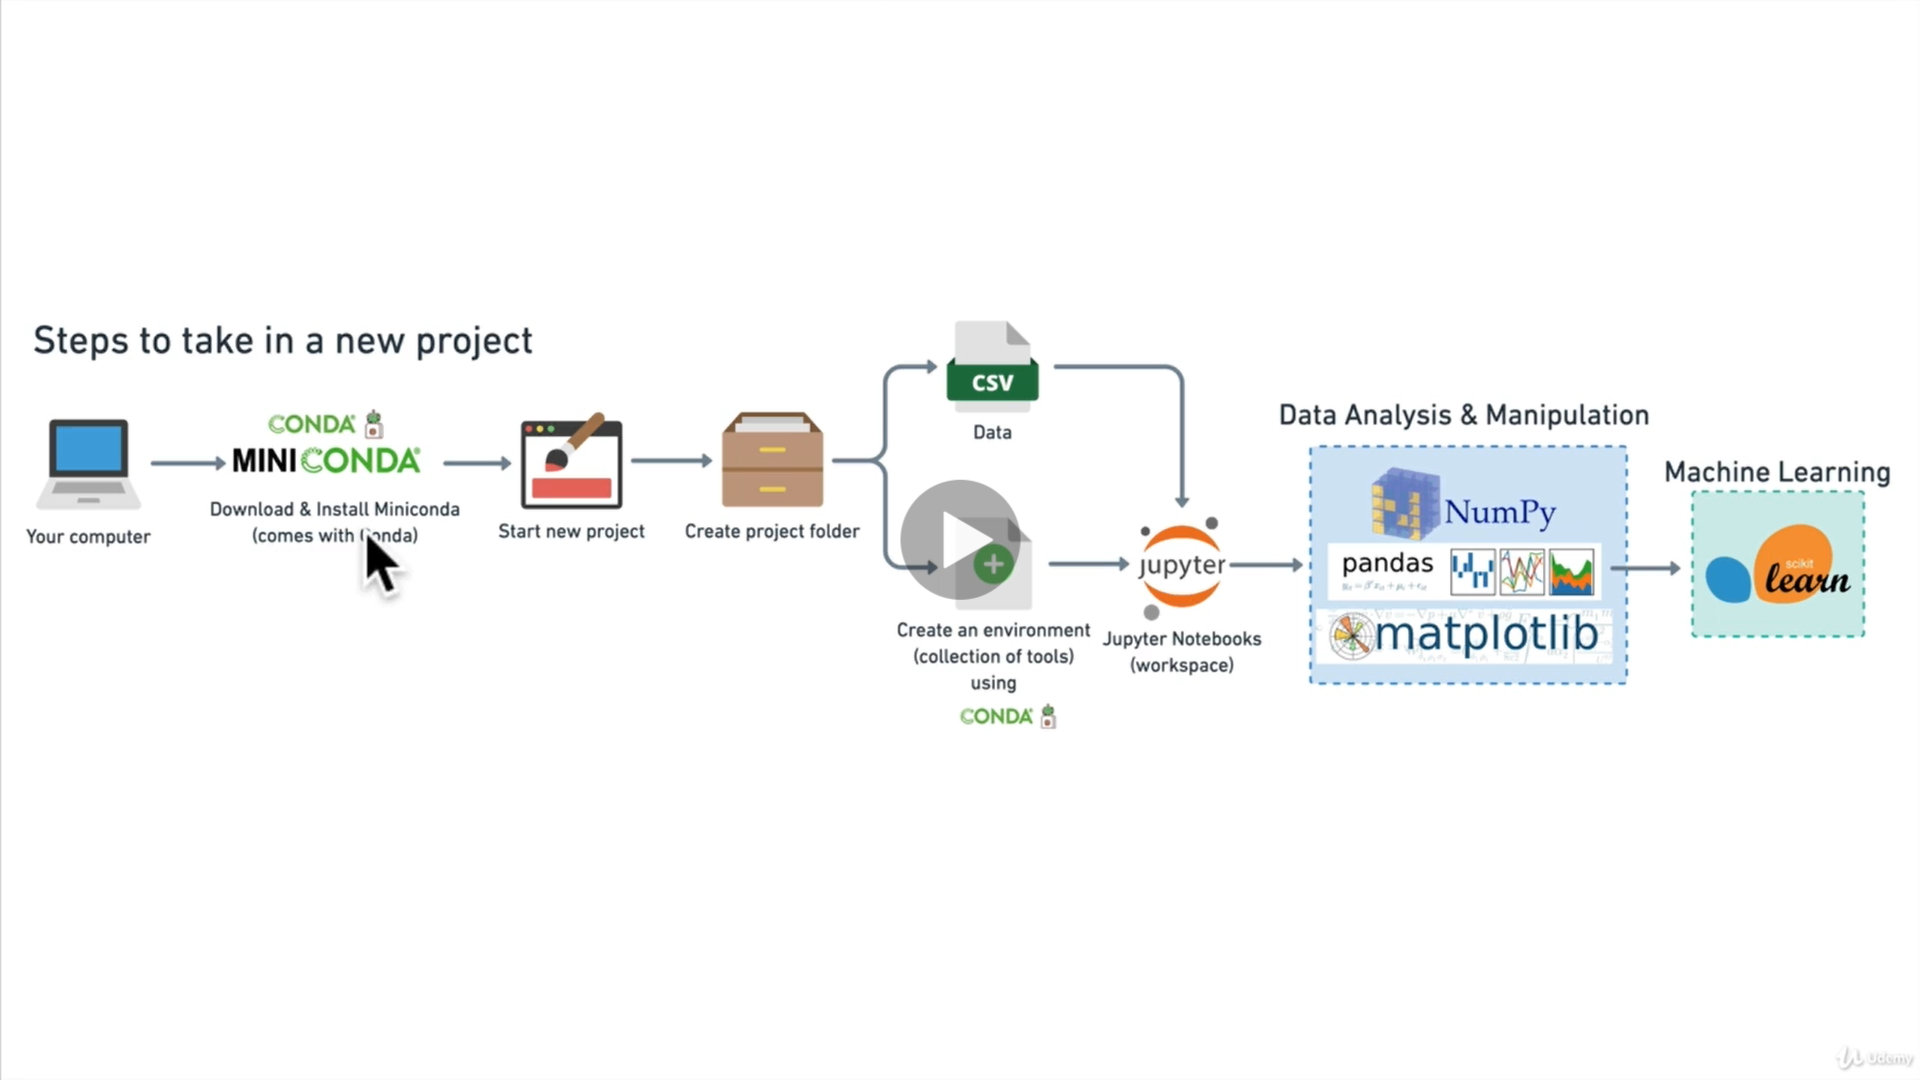 Steps to take in a new project
Your computer
CONDA
MINICONDA
Download & Install Miniconda
(comes with Conda)
Start new project
Create project folder
CSV
Data
Create an environment
(collection of tools)
using
CONDA
jupyter
Jupyter Notebooks
(workspace)
Data Analysis & Manipulation
NumPy
pandas
matplotlib
Machine Learning
scikit
learn
Udemy